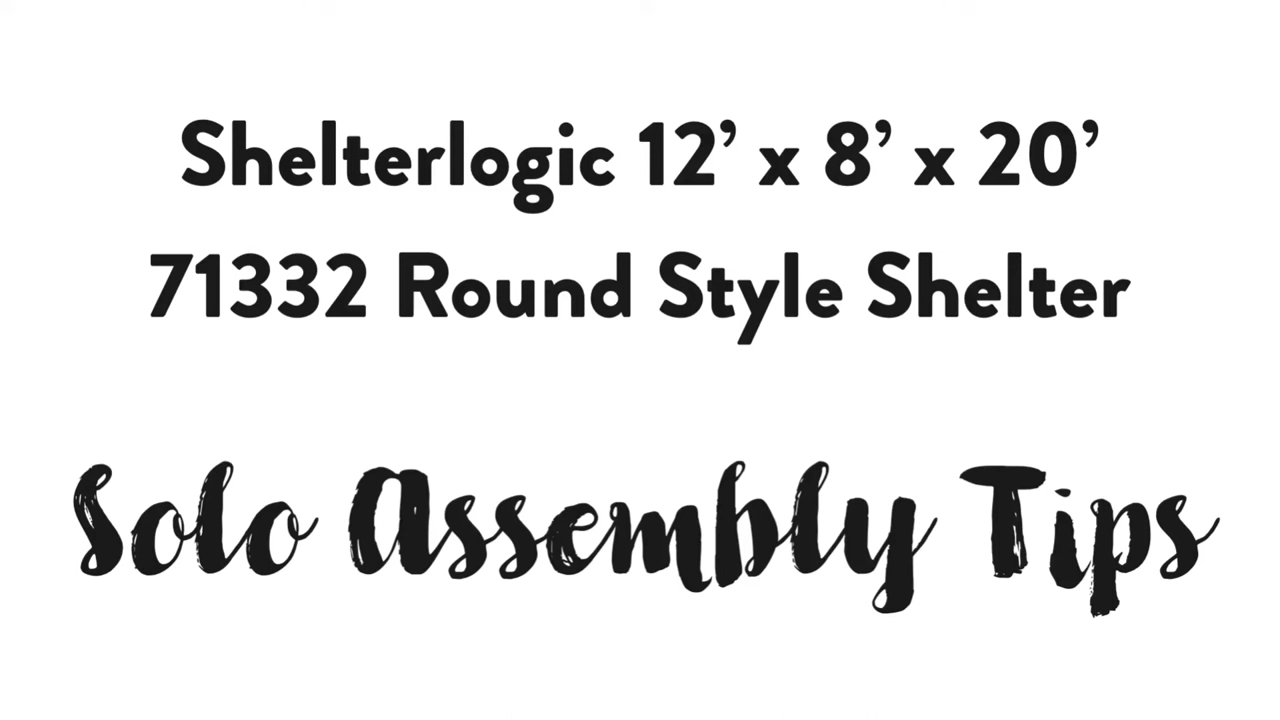 Shelterlogic 12’ x 8’ x 20’
71332 Round Style Shelter
Solo Assembly Tips